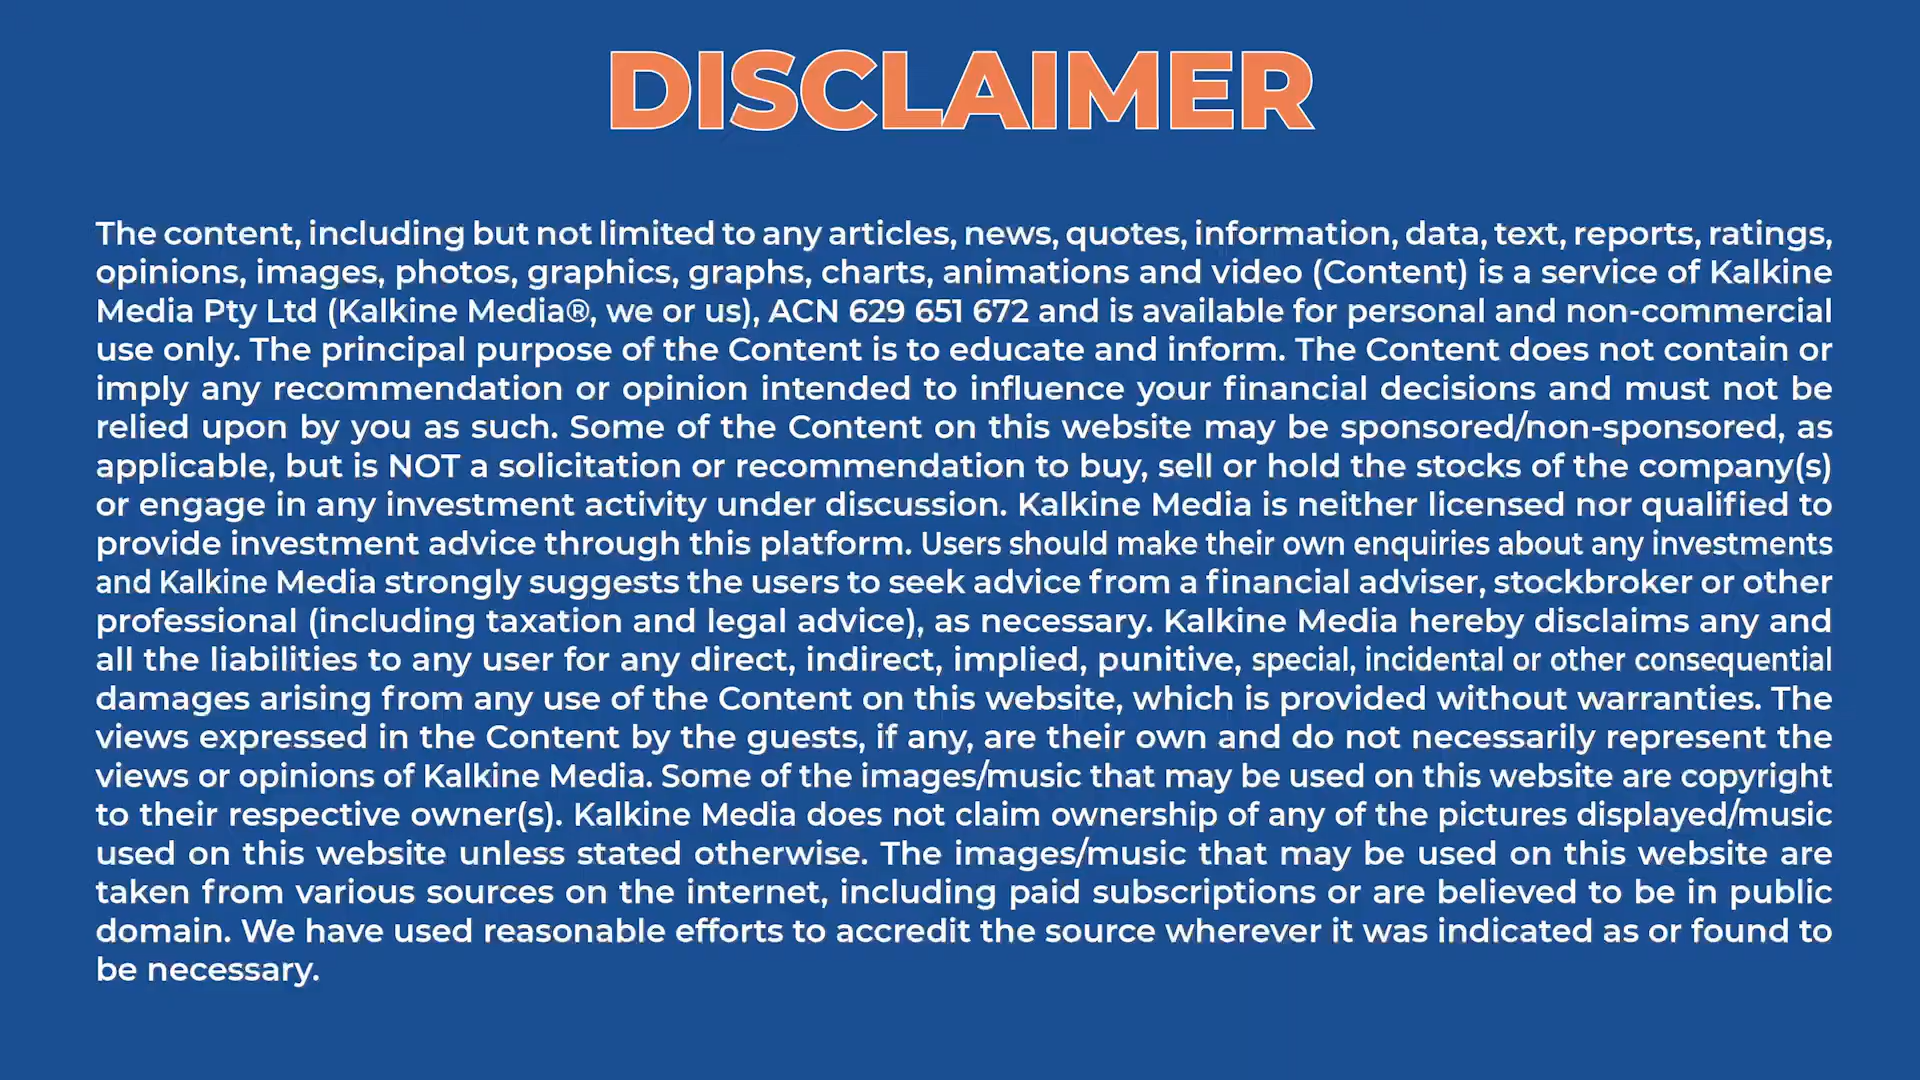 DISCLAIMER
The content, including but not limited to any articles, news, quotes, information, data, text, reports, ratings,
opinions, images, photos, graphics, graphs, charts, animations and video (Content) is a service of Kalkine
Media Pty Ltd (Kalkine Media®, we or us), ACN 629 651 672 and is available for personal and non-commercial
use only. The principal purpose of the Content is to educate and inform. The Content does not contain or
imply any recommendation or opinion intended to influence your financial decisions and must not be
relied upon by you as such. Some of the Content on this website may be sponsored/non-sponsored, as
applicable, but is NOT a solicitation or recommendation to buy, sell or hold the stocks of the company(s)
or engage in any investment activity under discussion. Kalkine Media is neither licensed nor qualified to
provide investment advice through this platform. Users should make their own enquiries about any investments
and Kalkine Media strongly suggests the users to seek advice from a financial adviser, stockbroker or other
professional (including taxation and legal advice), as necessary. Kalkine Media hereby disclaims any and
all the liabilities to any user for any direct, indirect, implied, punitive, special, incidental or other consequential
damages arising from any use of the Content on this website, which is provided without warranties. The
views expressed in the Content by the guests, if any, are their own and do not necessarily represent the
views or opinions of Kalkine Media. Some of the images/music that may be used on this website are copyright
to their respective owner(s). Kalkine Media does not claim ownership of any of the pictures displayed/music
used on this website unless stated otherwise. The images/music that may be used on this website are
taken from various sources on the internet, including paid subscriptions or are believed to be in public
domain. We have used reasonable efforts to accredit the source wherever it was indicated as or found to
be necessary.